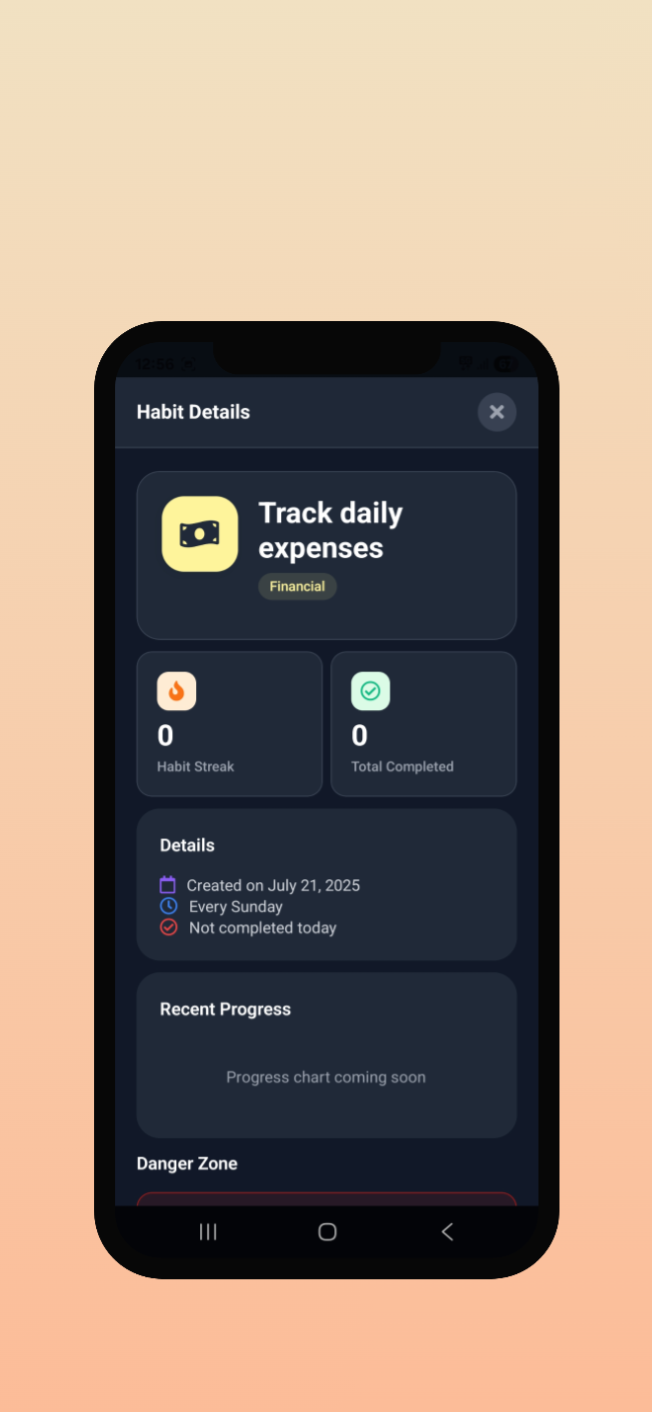 12:56
Habit Details
Track daily
expenses
Financial
0
Habit Streak
0
Total Completed
Details
Created on July 21, 2025
Every Sunday
Not completed today
Recent Progress
Progress chart coming soon
Danger Zone